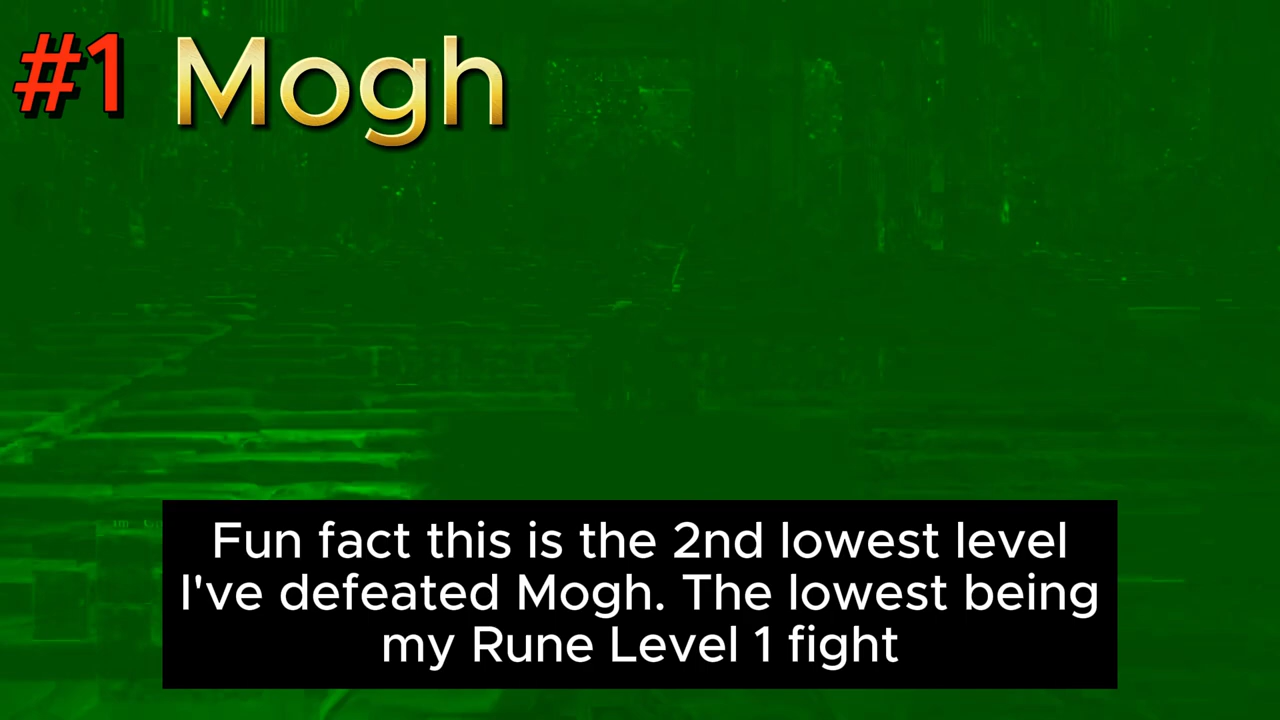 #1 Mogh
Fun fact this is the 2nd lowest level
I've defeated Mogh. The lowest being
my Rune Level 1 fight